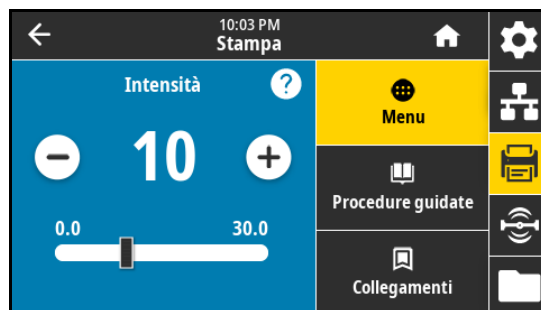 10:03 PM
Stampa
Intensità
?
10
0.0
30.0
Menu
Procedure guidate
Collegamenti